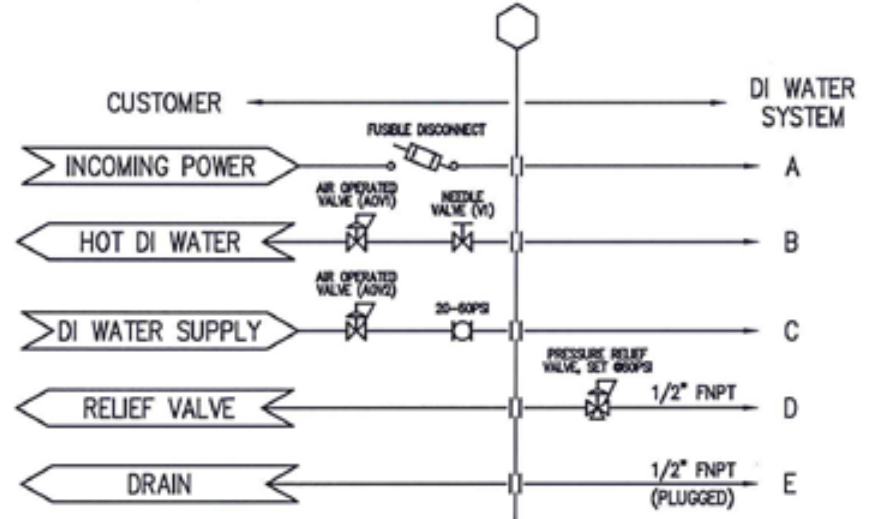 CUSTOMER
DI WATER
SYSTEM
FUSIBLE DISCONNECT
INCOMING POWER
A
AIR OPERATED
VALVE (AOV1)
NEEDLE
VALVE (V1)
HOT DI WATER
B
AIR OPERATED
VALVE (AOV2)
20-60PSI
DI WATER SUPPLY
C
PRESSURE RELIEF
VALVE, SET @60PSI
1/2" FNPT
RELIEF VALVE
D
1/2" FNPT
DRAIN
(PLUGGED)
E